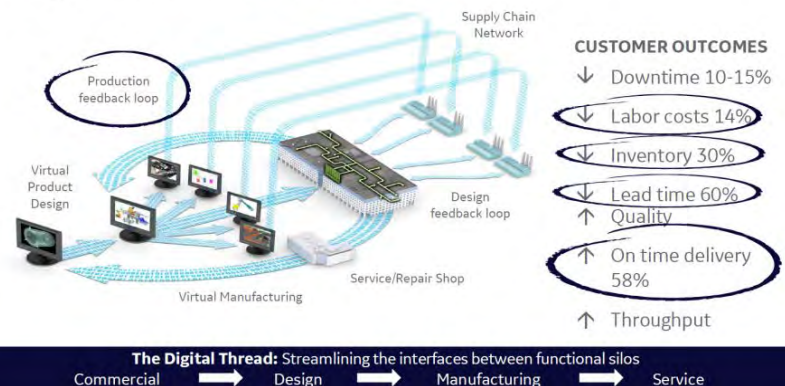 Supply Chain
Network
Production
feedback loop
Virtual
Product
Design
Design
feedback loop
Service/Repair Shop
Virtual Manufacturing
CUSTOMER OUTCOMES
↓ Downtime 10-15%
↓ Labor costs 14%
↓ Inventory 30%
↓ Lead time 60%
↑ Quality
↑ On time delivery
58%
↑ Throughput
The Digital Thread: Streamlining the interfaces between functional silos
Commercial Design Manufacturing Service